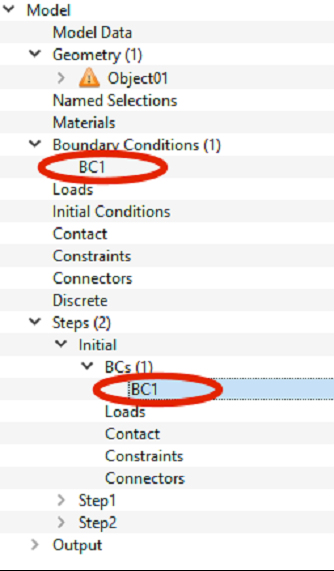 Model
Model Data
Geometry (1)
Object01
Named Selections
Materials
Boundary Conditions (1)
BC1
Loads
Initial Conditions
Contact
Constraints
Connectors
Discrete
Steps (2)
Initial
BCs (1)
BC1
Loads
Contact
Constraints
Connectors
Step1
Step2
Output